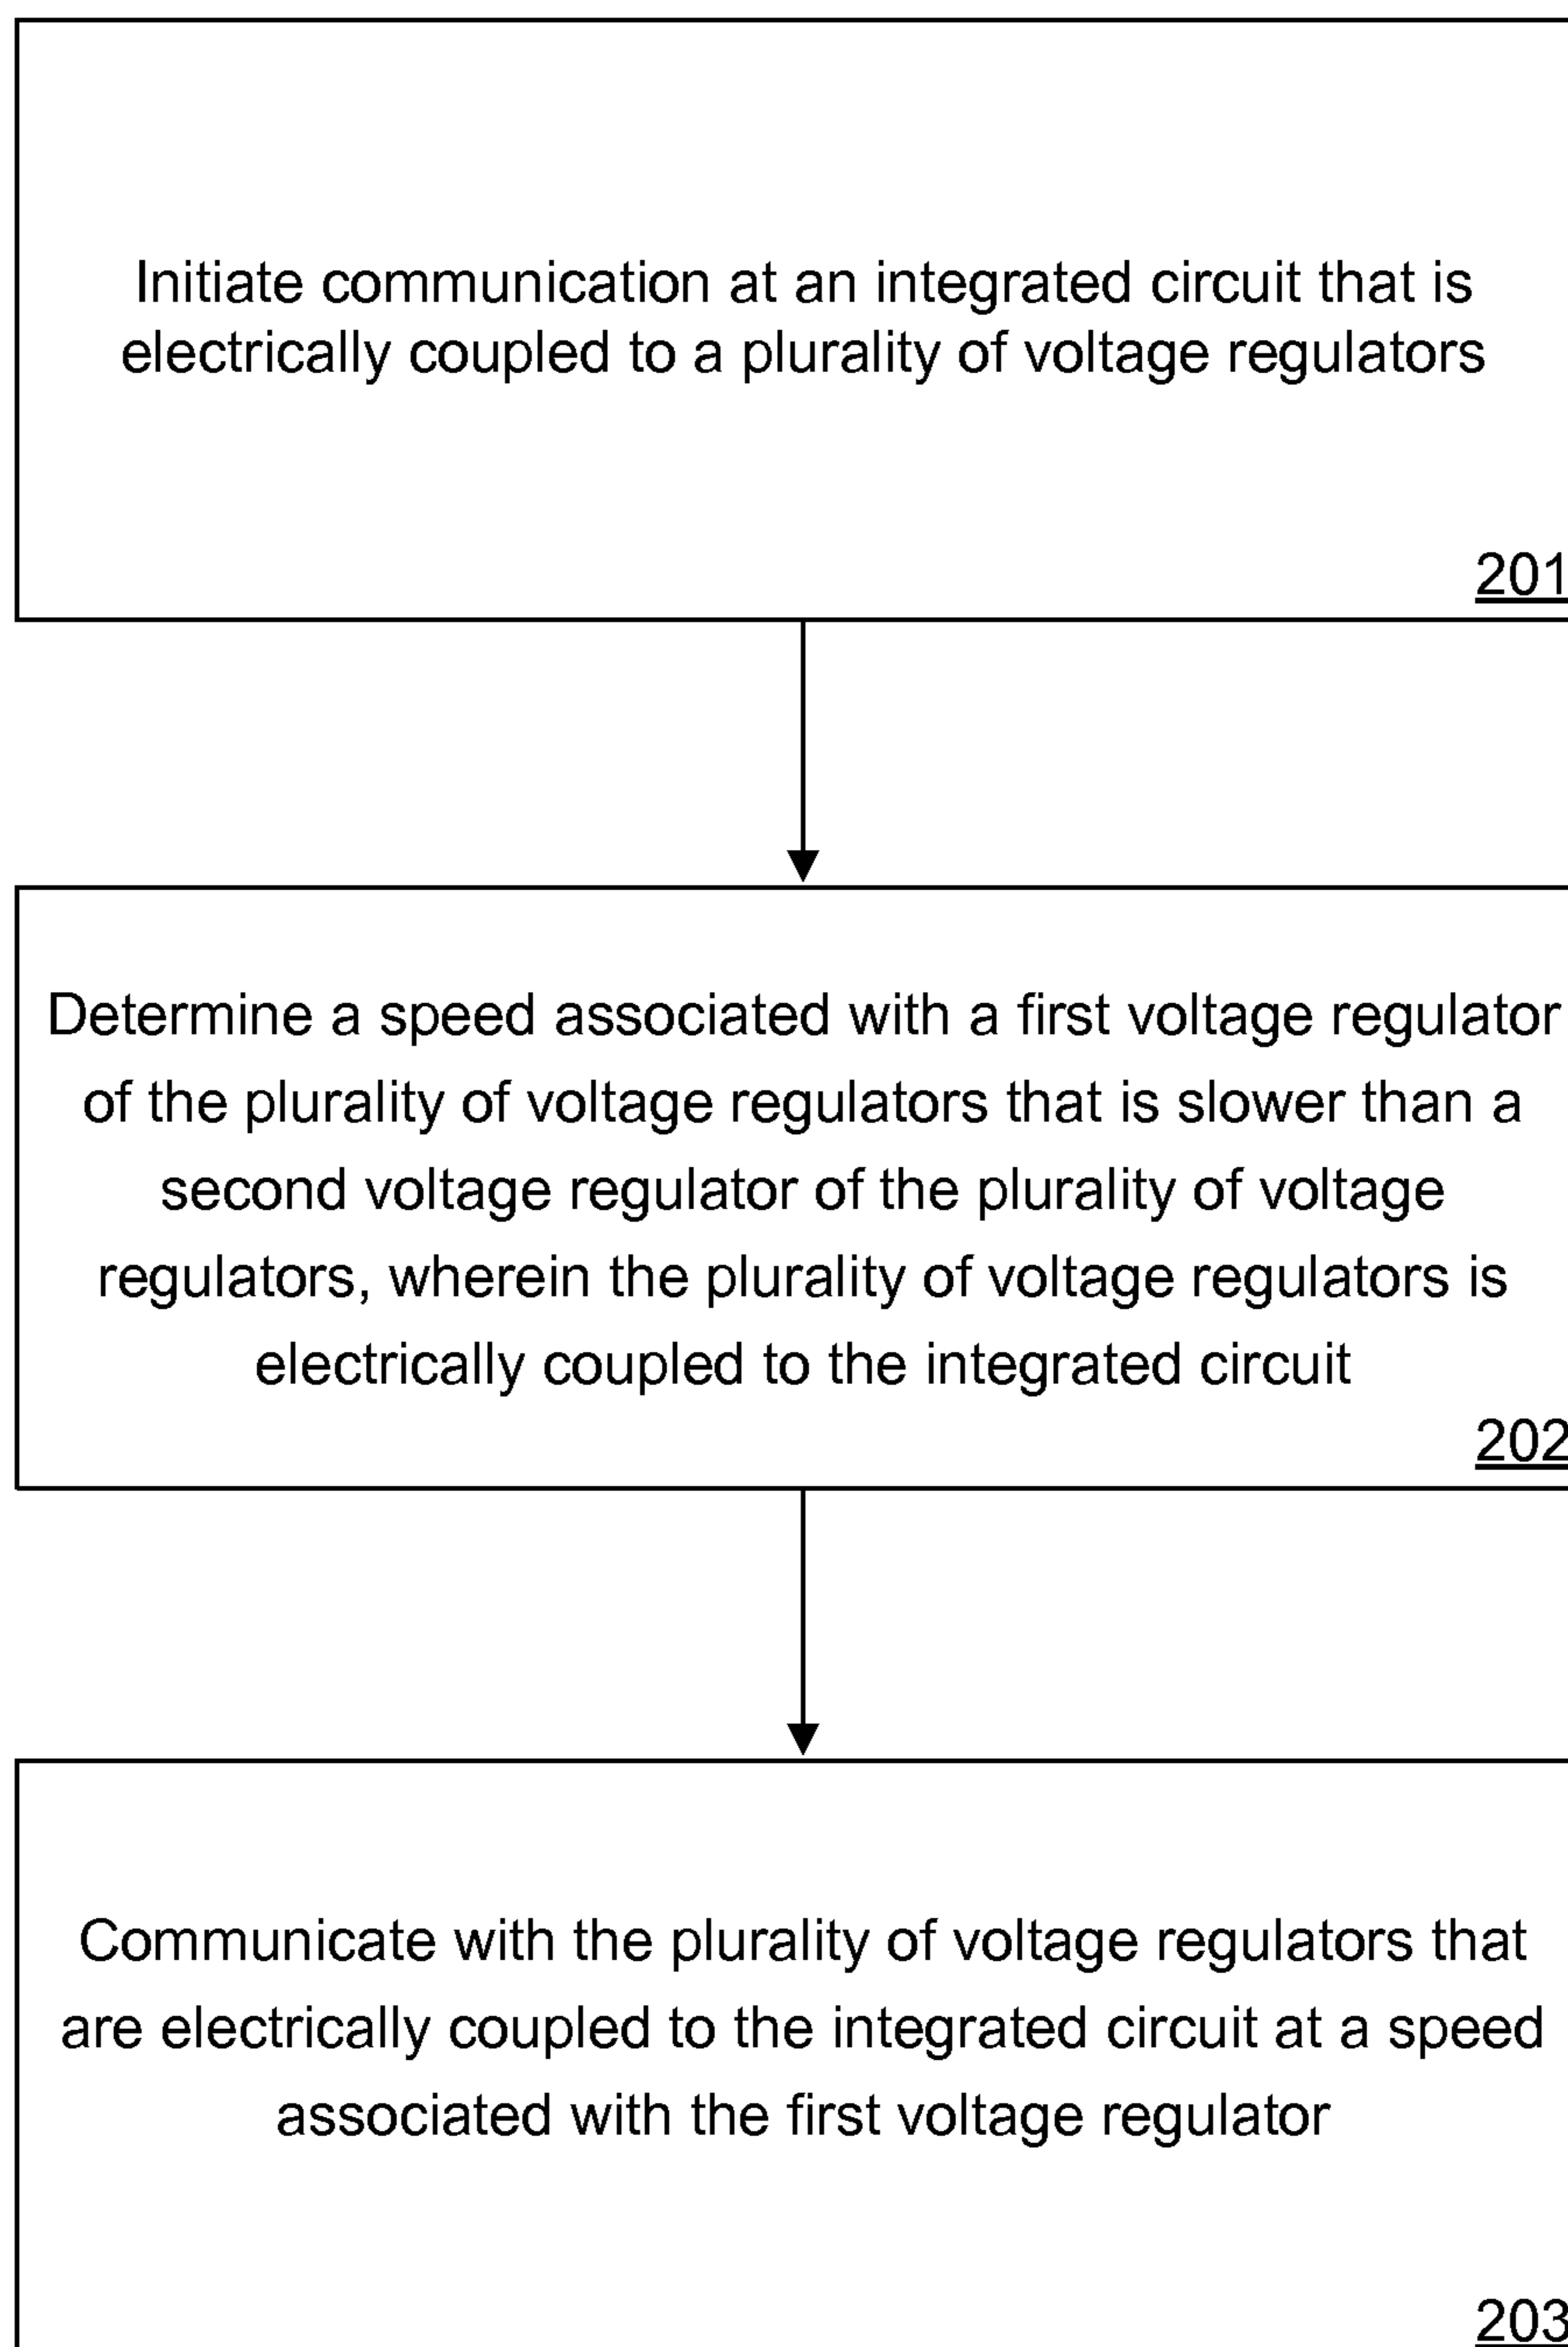 Initiate communication at an integrated circuit that is
electrically coupled to a plurality of voltage regulators
201
Determine a speed associated with a first voltage regulator
of the plurality of voltage regulators that is slower than a
second voltage regulator of the plurality of voltage
regulators, wherein the plurality of voltage regulators is
electrically coupled to the integrated circuit
202
Communicate with the plurality of voltage regulators that
are electrically coupled to the integrated circuit at a speed
associated with the first voltage regulator
203